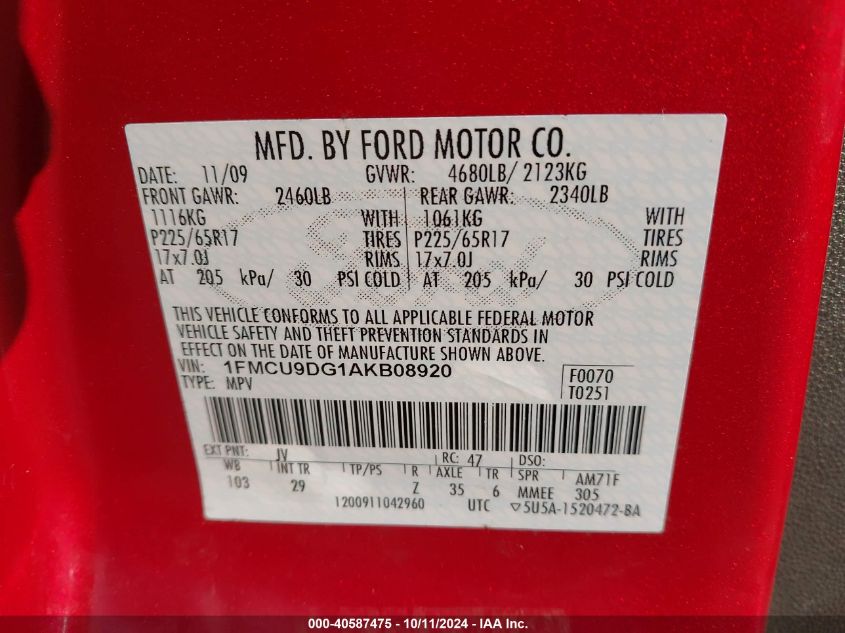 MFD. BY FORD MOTOR CO.
DATE: 11/09 GVWR: 4680LB/ 2123KG
FRONT GAWR: 2460LB REAR GAWR: 2340LB
1116KG WITH 1061KG WITH
P225/65R17 TIRES P225/65R17 TIRES
17x7.0J RIMS 17x7.0J RIMS
AT 205 kPa/ 30 PSI COLD AT 205 kPa/ 30 PSI COLD
THIS VEHICLE CONFORMS TO ALL APPLICABLE FEDERAL MOTOR
VEHICLE SAFETY AND THEFT PREVENTION STANDARDS IN
EFFECT ON THE DATE OF MANUFACTURE SHOWN ABOVE.
VIN: 1FMCU9DG1AKB08920 F0070
TYPE: MPV T0251
EXT PNT: JV RC: 47 DSO:
WB INT TR TP/PS R AXLE TR SPR AM71F
103 29 Z 35 6 MMEE 305
1200911042960 UTC ▽5U5A-1520472-BA
000-40587475 - 10/11/2024 - IAAI.com.